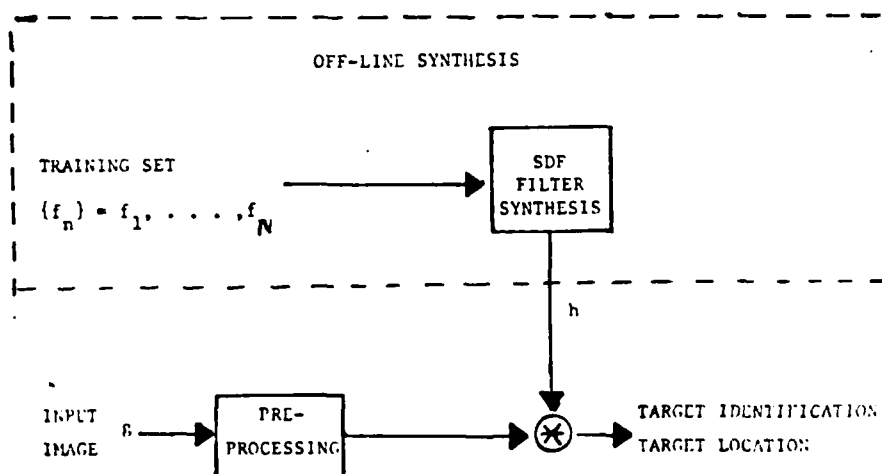 OFF-LINE SYNTHESIS
TRAINING SET
{f_n} = f_1, . . . . ,f_N
SDF
FILTER
SYNTHESIS
h
INPUT
IMAGE
g
PRE-
PROCESSING
*
TARGET IDENTIFICATION
TARGET LOCATION